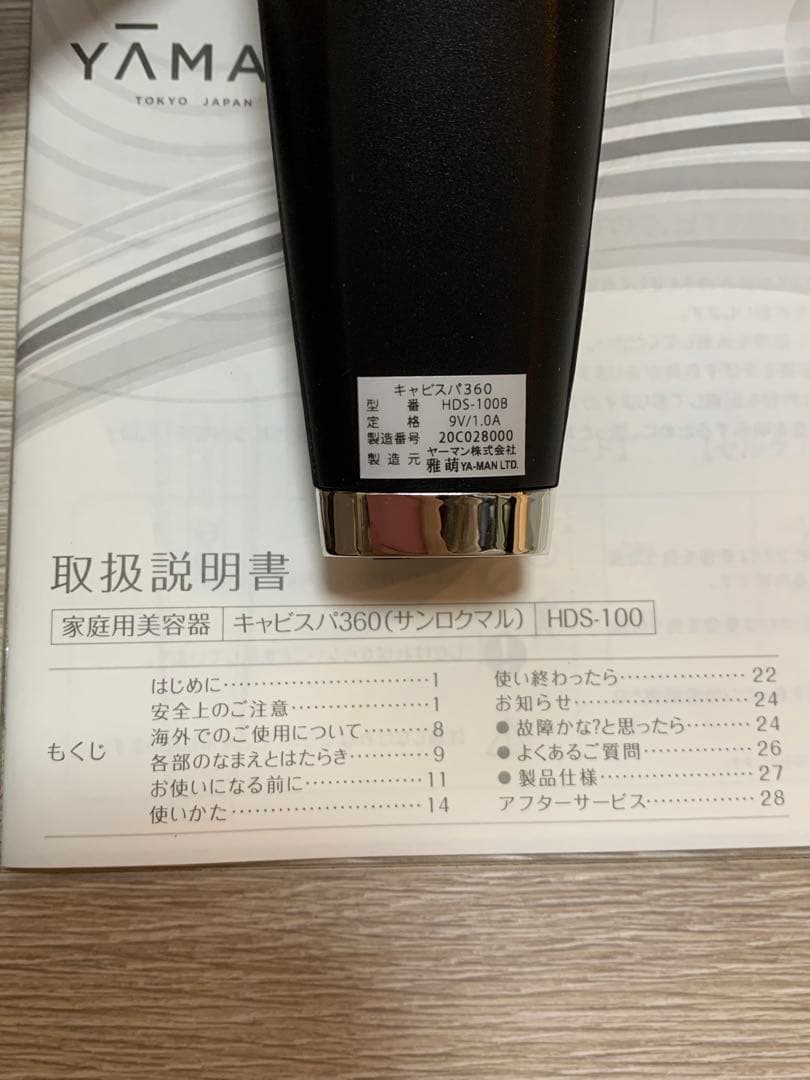 YĀMA
TOKYO JAPAN
キャビスパ360
型番 HDS-100B
定格 9V/1.0A
製造番号 20C028000
製造元 ヤーマン株式会社
雅萌 YA-MAN LTD.
取扱説明書
家庭用美容器 キャビスパ360(サンロクマル) HDS-100
もくじ
はじめに 1
安全上のご注意 1
海外でのご使用について 8
各部のなまえとはたらき 9
お使いになる前に 11
使いかた 14
使い終わったら 22
お知らせ 24
●故障かな?と思ったら 24
●よくあるご質問 26
●製品仕様 27
アフターサービス 28